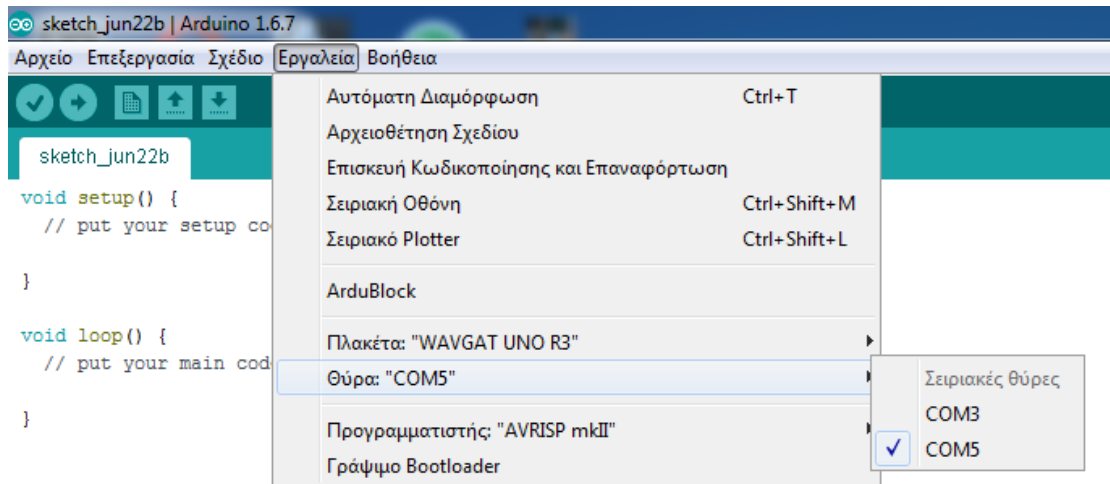 sketch_jun22b | Arduino 1.6.7
Αρχείο Επεξεργασία Σχέδιο Εργαλεία Βοήθεια
Αυτόματη Διαμόρφωση Ctrl+T
Αρχειοθέτηση Σχεδίου
sketch_jun22b
Επισκευή Κωδικοποίησης και Επαναφόρτωση
void setup() {
Σειριακή Οθόνη Ctrl+Shift+M
// put your setup co
Σειριακό Plotter Ctrl+Shift+L
}
ArduBlock
void loop() {
Πλακέτα: "WAVGAT UNO R3"
// put your main cod
Θύρα: "COM5"
Σειριακές θύρες
COM3
COM5
}
Προγραμματιστής: "AVRISP mkII"
Γράψιμο Bootloader